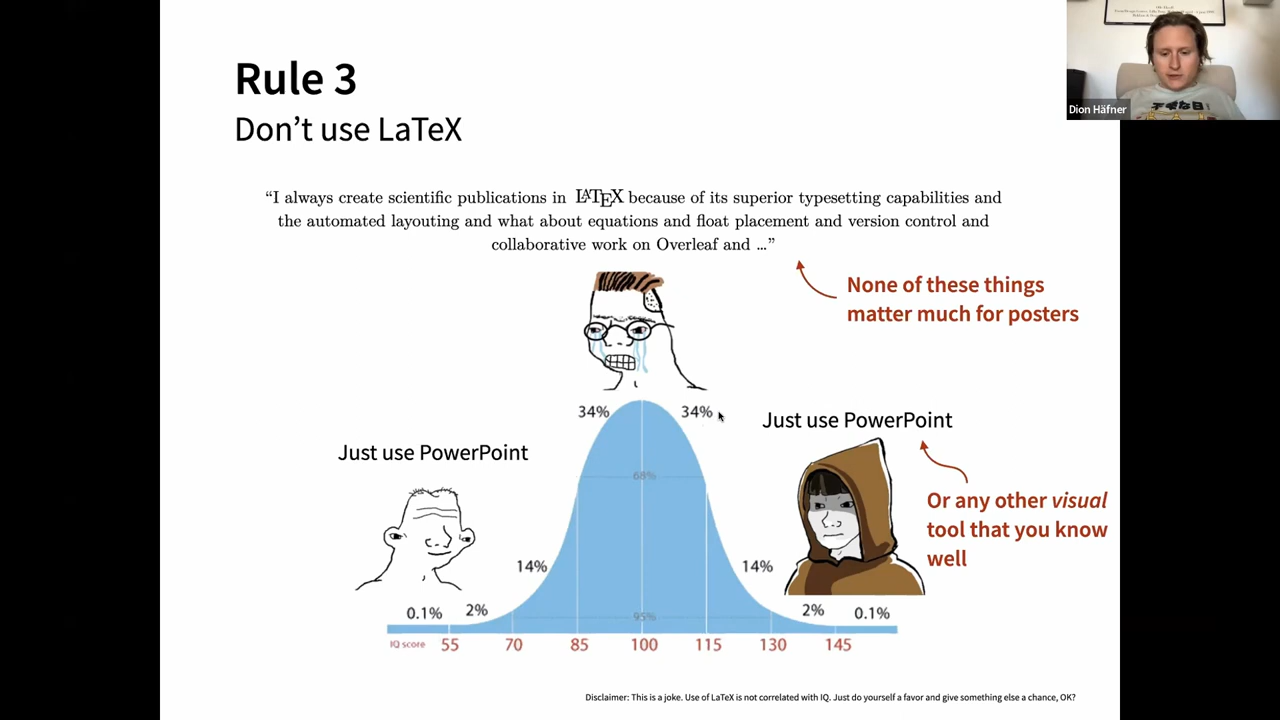 Rule 3
Don't use LaTeX
Dion Häfner
“I always create scientific publications in LATEX because of its superior typesetting capabilities and
the automated layouting and what about equations and float placement and version control and
collaborative work on Overleaf and ...”
None of these things
matter much for posters
34%
34%
Just use PowerPoint
Just use PowerPoint
68%
Or any other visual
tool that you know
well
14%
14%
0.1%
2%
95%
2%
0.1%
IQ score
55
70
85
100
115
130
145
Disclaimer: This is a joke. Use of LaTeX is not correlated with IQ. Just do yourself a favor and give something else a chance, OK?